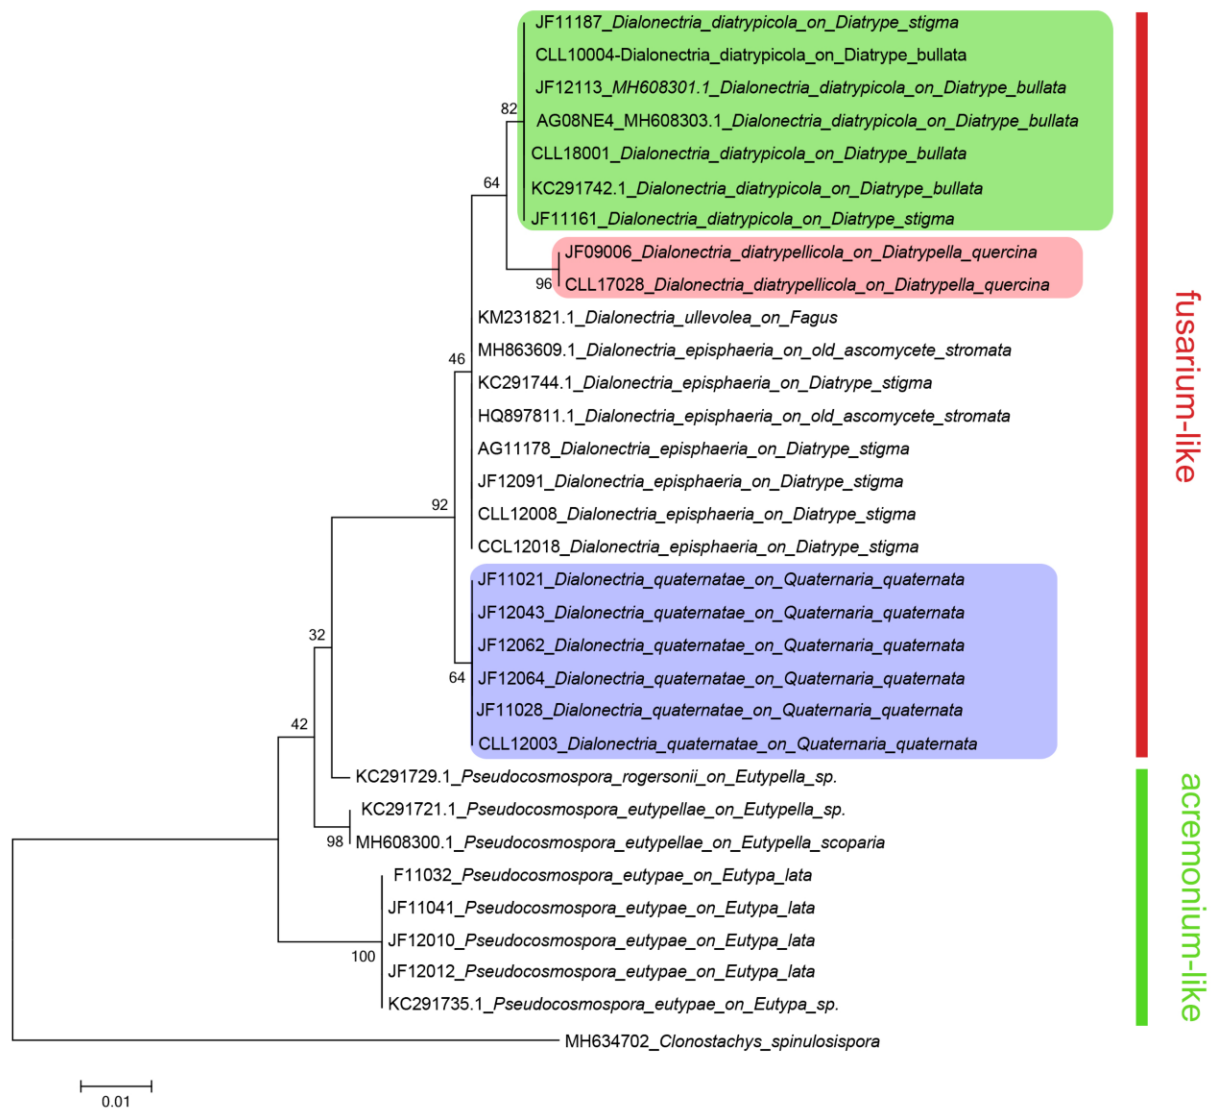 JF11187_Dialonectria_diatrypicola_on_Diatrype_stigma
CLL10004-Dialonectria_diatrypicola_on_Diatrype_bullata
JF12113_MH608301.1_Dialonectria_diatrypicola_on_Diatrype_bullata
82
AG08NE4_MH608303.1_Dialonectria_diatrypicola_on_Diatrype_bullata
CLL18001_Dialonectria_diatrypicola_on_Diatrype_bullata
64
KC291742.1_Dialonectria_diatrypicola_on_Diatrype_bullata
JF11161_Dialonectria_diatrypicola_on_Diatrype_stigma
JF09006_Dialonectria_diatrypellicola_on_Diatrypella_quercina
96
CLL17028_Dialonectria_diatrypellicola_on_Diatrypella_quercina
KM231821.1_Dialonectria_ullevolea_on_Fagus
MH863609.1_Dialonectria_episphaeria_on_old_ascomycete_stromata
46
KC291744.1_Dialonectria_episphaeria_on_Diatrype_stigma
HQ897811.1_Dialonectria_episphaeria_on_old_ascomycete_stromata
AG11178_Dialonectria_episphaeria_on_Diatrype_stigma
JF12091_Dialonectria_episphaeria_on_Diatrype_stigma
92
CLL12008_Dialonectria_episphaeria_on_Diatrype_stigma
CCL12018_Dialonectria_episphaeria_on_Diatrype_stigma
JF11021_Dialonectria_quaternatae_on_Quaternaria_quaternata
JF12043_Dialonectria_quaternatae_on_Quaternaria_quaternata
32
JF12062_Dialonectria_quaternatae_on_Quaternaria_quaternata
64
JF12064_Dialonectria_quaternatae_on_Quaternaria_quaternata
JF11028_Dialonectria_quaternatae_on_Quaternaria_quaternata
42
CLL12003_Dialonectria_quaternatae_on_Quaternaria_quaternata
fusarium-like
KC291729.1_Pseudocosmospora_rogersonii_on_Eutypella_sp.
KC291721.1_Pseudocosmospora_eutypellae_on_Eutypella_sp.
98
MH608300.1_Pseudocosmospora_eutypellae_on_Eutypella_scoparia
F11032_Pseudocosmospora_eutypae_on_Eutypa_lata
JF11041_Pseudocosmospora_eutypae_on_Eutypa_lata
JF12010_Pseudocosmospora_eutypae_on_Eutypa_lata
100
JF12012_Pseudocosmospora_eutypae_on_Eutypa_lata
KC291735.1_Pseudocosmospora_eutypae_on_Eutypa_sp.
acremonium-like
MH634702_Clonostachys_spinulosispora
0.01